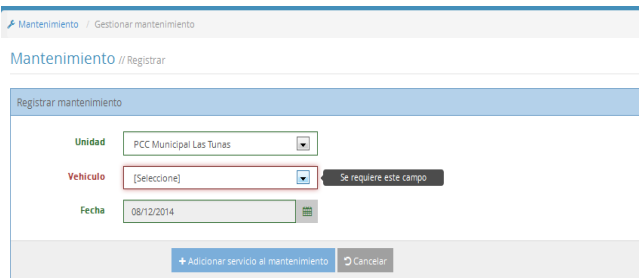 Mantenimiento / Gestionar mantenimiento
Mantenimiento // Registrar
Registrar mantenimiento
Unidad PCC Municipal Las Tunas
Vehiculo [Seleccione] Se requiere este campo
Fecha 08/12/2014
+ Adicionar servicio al mantenimiento Cancelar